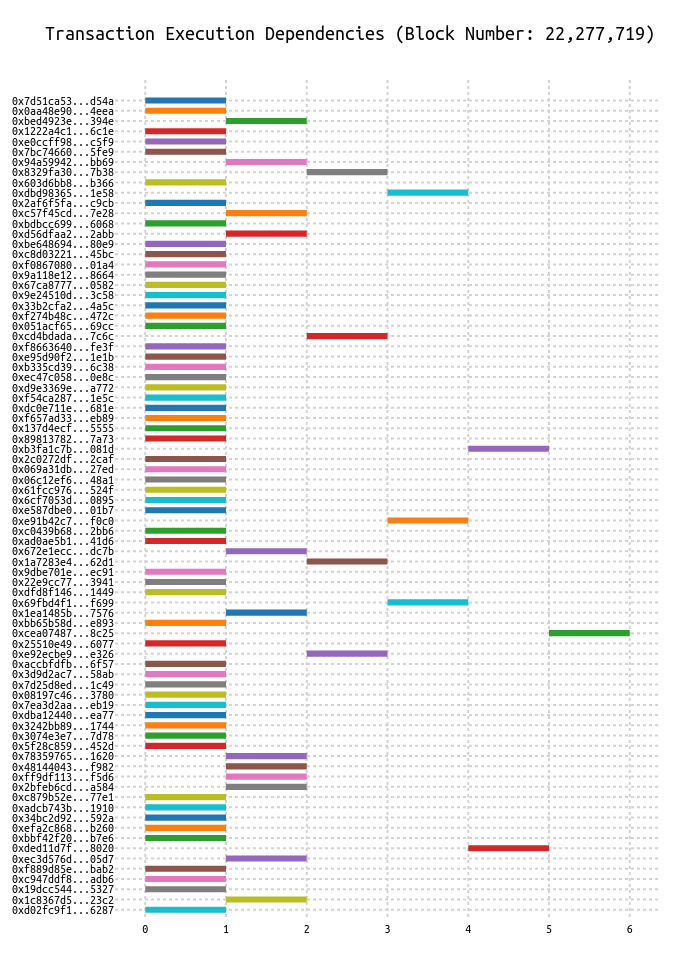 Transaction Execution Dependencies (Block Number: 22,277,719)
0x7d51ca53...d54a
0x0aa48e90...4eea
0xbed4923e...394e
0x1222a4c1...6c1e
0xe0ccff98...c5f9
0x7bc74660...5fe9
0x94a59942...bb69
0x8329fa30...7b38
0x603d6bb8...b366
0xdbd98365...1e58
0x2af6f5fa...c9cb
0xc57f45cd...7e28
0xbdbcc699...6068
0xd56dfaa2...2abb
0xbe648694...80e9
0xc8d03221...45bc
0xf0867080...01a4
0x9a118e12...8664
0x67ca8777...0582
0x9e24510d...3c58
0x33b2cfa2...4a5c
0xf274b48c...472c
0x051acf65...69cc
0xcd4bdada...7c6c
0xf8663640...fe3f
0xe95d90f2...1e1b
0xb335cd39...6c38
0xec47c058...0e8c
0xd9e3369e...a772
0xf54ca287...1e5c
0xdc0e711e...681e
0xf657ad33...eb89
0x137d4ecf...5555
0x89813782...7a73
0xb3fa1c7b...081d
0x2c0272df...2caf
0x069a31db...27ed
0x06c12ef6...48a1
0x61fcc976...524f
0x6cf7053d...0895
0xe587dbe0...01b7
0xe91b42c7...f0c0
0xc0439b68...2bb6
0xad0ae5b1...41d6
0x672e1ecc...dc7b
0x1a7283e4...62d1
0x9dbe701e...ec91
0x22e9cc77...3941
0xdfd8f146...1449
0x69fbd4f1...f699
0x1ea1485b...7576
0xbb65b58d...e893
0xcea07487...8c25
0x25510e49...6077
0xe92ecbe9...e326
0xaccbfdfb...6f57
0x3d9d2ac7...58ab
0x7d25d8ed...1c49
0x08197c46...3780
0x7ea3d2aa...eb19
0xdba12440...ea77
0x3242bb89...1744
0x3074e3e7...7d78
0x5f28c859...452d
0x78359765...1620
0x48144043...f982
0xff9df113...f5d6
0x2bfeb6cd...a584
0xc879b52e...77e1
0xadcb743b...1910
0x34bc2d92...592a
0xefa2c868...b260
0xbbf42f20...b7e6
0xded11d7f...8020
0xec3d576d...05d7
0xf889d85e...bab2
0xc947ddf8...adb6
0x19dcc544...5327
0x1c8367d5...23c2
0xd02fc9f1...6287
0 1 2 3 4 5 6